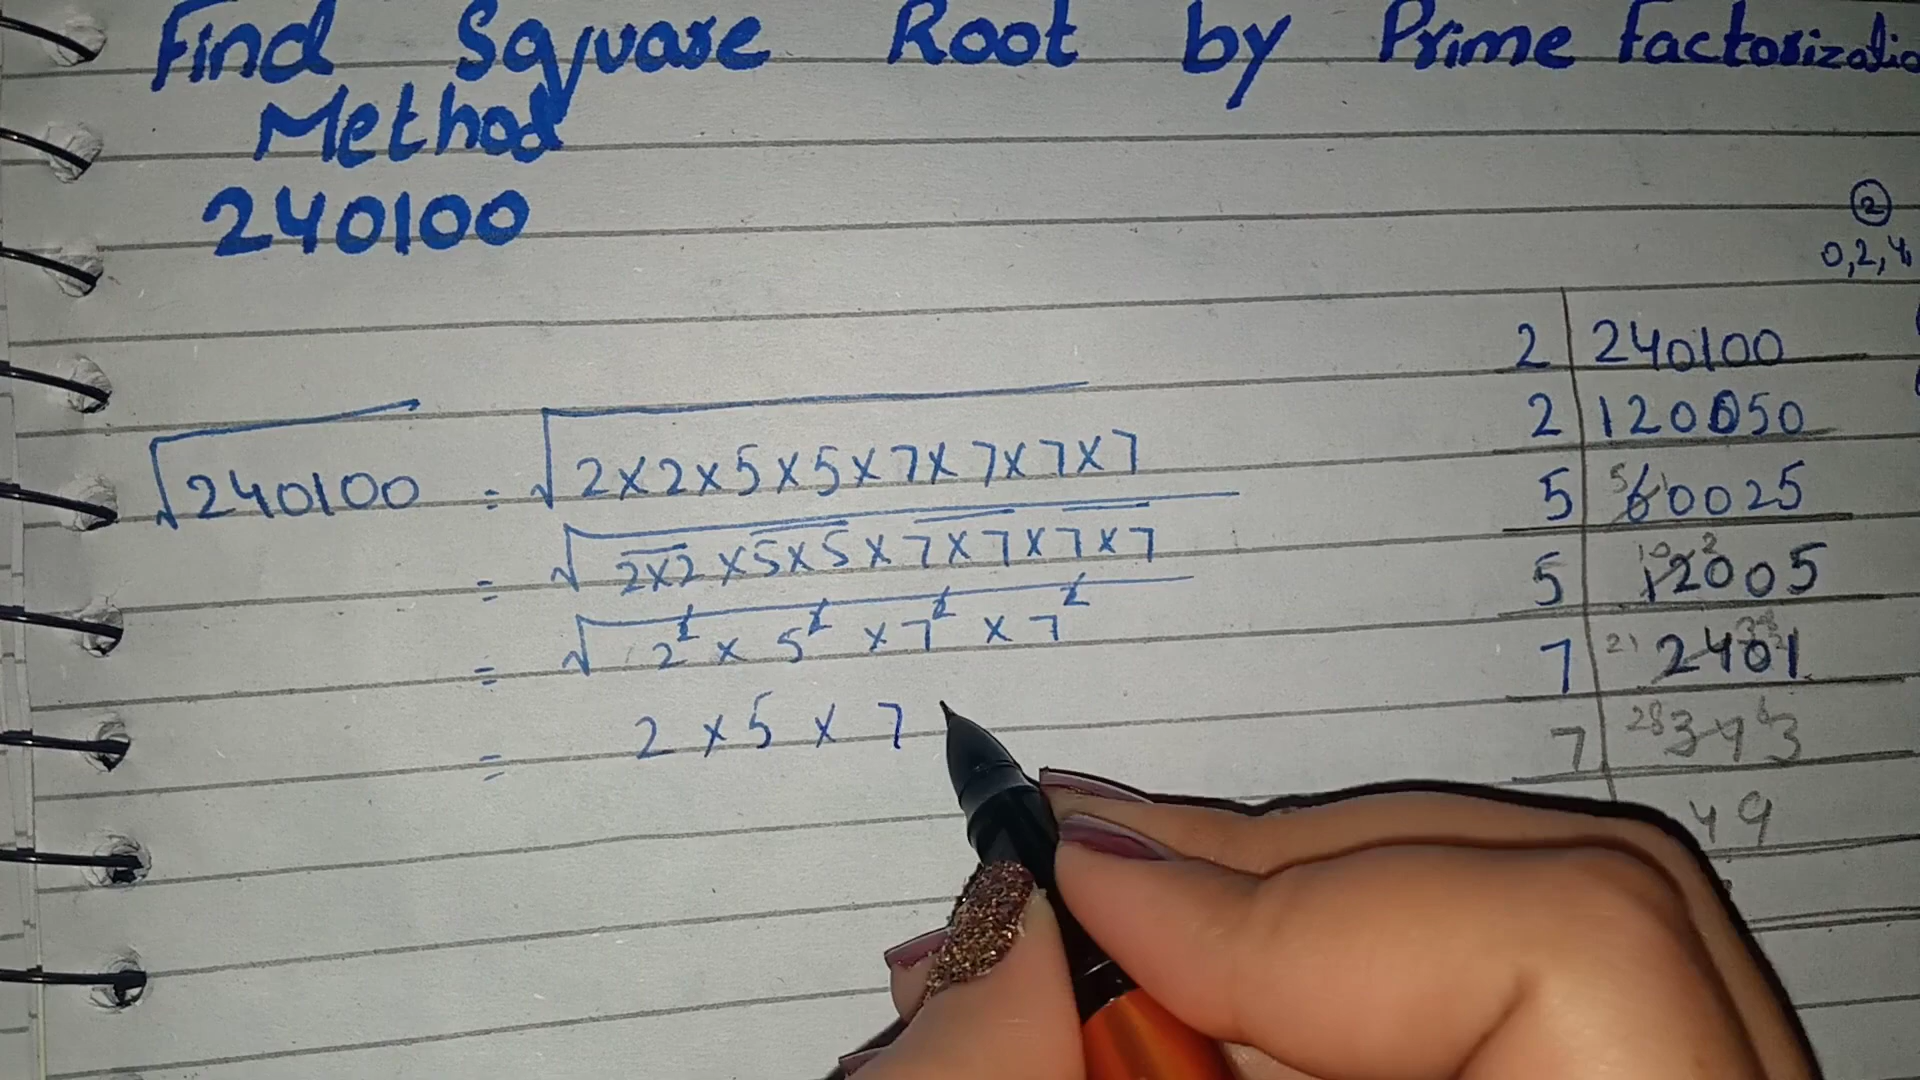 Find Square Root by Prime Factorizatio
Method
240100
②
0,2,4
√240100 = √2×2×5×5×7×7×7×7
= √2×2×5×5×7×7×7×7
= √2² × 5² × 7² × 7²
= 2 × 5 × 7
2 | 240100
2 | 120050
5 | 60025
5 | 12005
7 | 2401
7 | 343
49